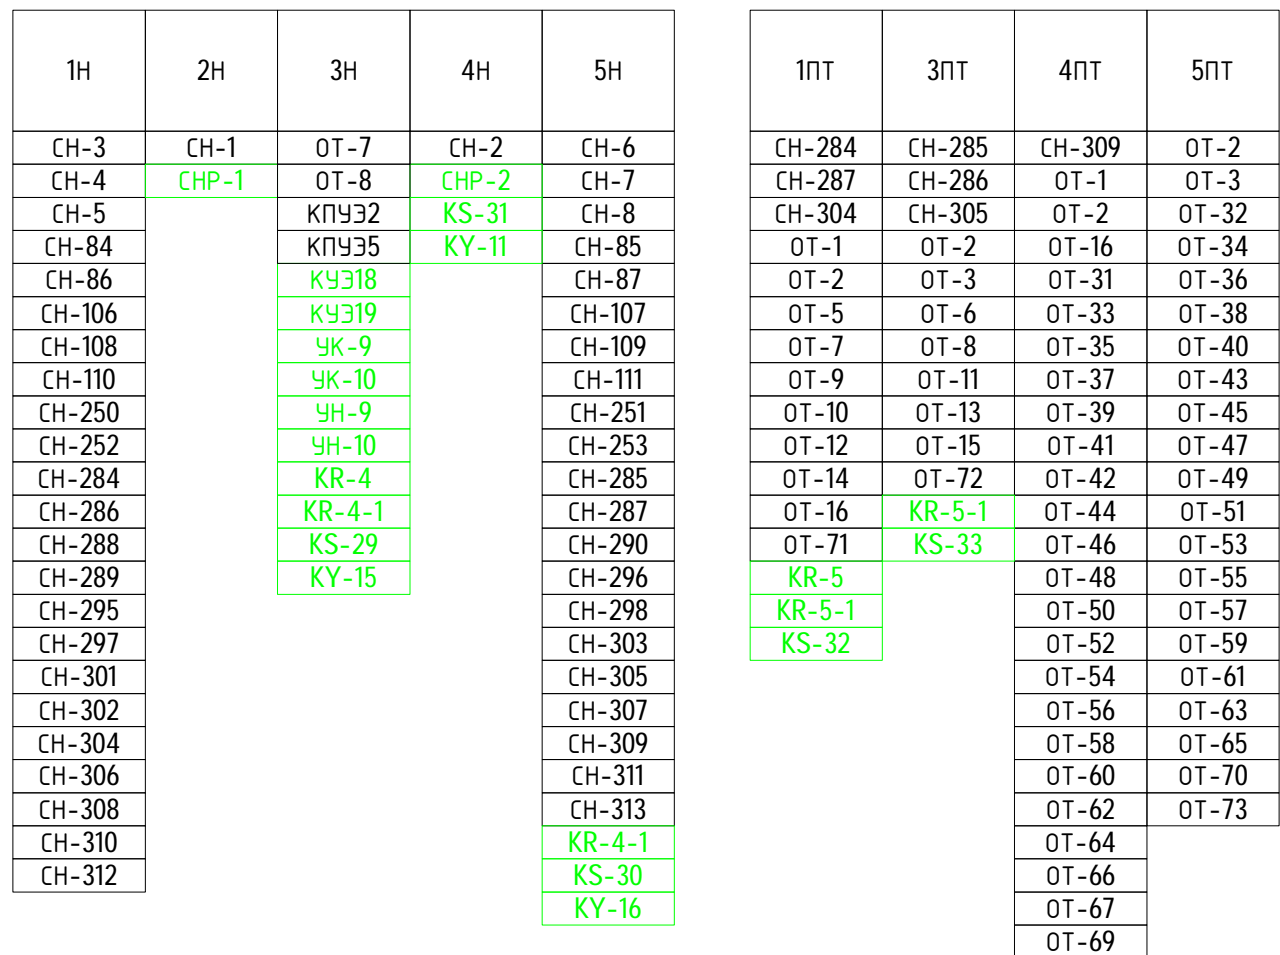 1Н 2Н 3Н 4Н 5Н 1ПТ 3ПТ 4ПТ 5ПТ
СН-3 СН-1 ОТ-7 СН-2 СН-6 СН-284 СН-285 СН-309 ОТ-2
СН-4 СНР-1 ОТ-8 СНР-2 СН-7 СН-287 СН-286 ОТ-1 ОТ-3
СН-5 КПУЭ2 KS-31 СН-8 СН-304 СН-305 ОТ-2 ОТ-32
СН-84 КПУЭ5 KY-11 СН-85 ОТ-1 ОТ-2 ОТ-16 ОТ-34
СН-86 КУЭ18 СН-87 ОТ-2 ОТ-3 ОТ-31 ОТ-36
СН-106 КУЭ19 СН-107 ОТ-5 ОТ-6 ОТ-33 ОТ-38
СН-108 УК-9 СН-109 ОТ-7 ОТ-8 ОТ-35 ОТ-40
СН-110 УК-10 СН-111 ОТ-9 ОТ-11 ОТ-37 ОТ-43
СН-250 УН-9 СН-251 ОТ-10 ОТ-13 ОТ-39 ОТ-45
СН-252 УН-10 СН-253 ОТ-12 ОТ-15 ОТ-41 ОТ-47
СН-284 KR-4 СН-285 ОТ-14 ОТ-72 ОТ-42 ОТ-49
СН-286 KR-4-1 СН-287 ОТ-16 KR-5-1 ОТ-44 ОТ-51
СН-288 KS-29 СН-290 ОТ-71 KS-33 ОТ-46 ОТ-53
СН-289 KY-15 СН-296 KR-5 ОТ-48 ОТ-55
СН-295 СН-298 KR-5-1 ОТ-50 ОТ-57
СН-297 СН-303 KS-32 ОТ-52 ОТ-59
СН-301 СН-305 ОТ-54 ОТ-61
СН-302 СН-307 ОТ-56 ОТ-63
СН-304 СН-309 ОТ-58 ОТ-65
СН-306 СН-311 ОТ-60 ОТ-70
СН-308 СН-313 ОТ-62 ОТ-73
СН-310 KR-4-1 ОТ-64
СН-312 KS-30 ОТ-66
KY-16 ОТ-67
ОТ-69